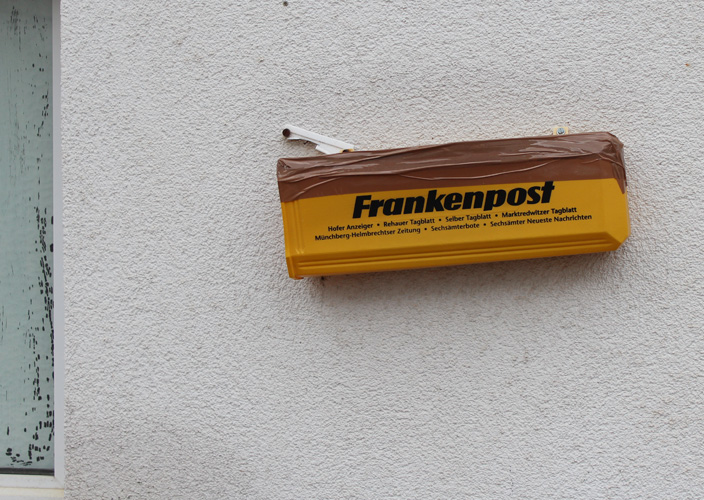 Frankenpost
Hofer Anzeiger • Rehauer Tagblatt • Selber Tagblatt • Marktredwitzer Tagblatt
Münchberg-Helmbrechtser Zeitung • Sechsämterbote • Sechsämter Neueste Nachrichten